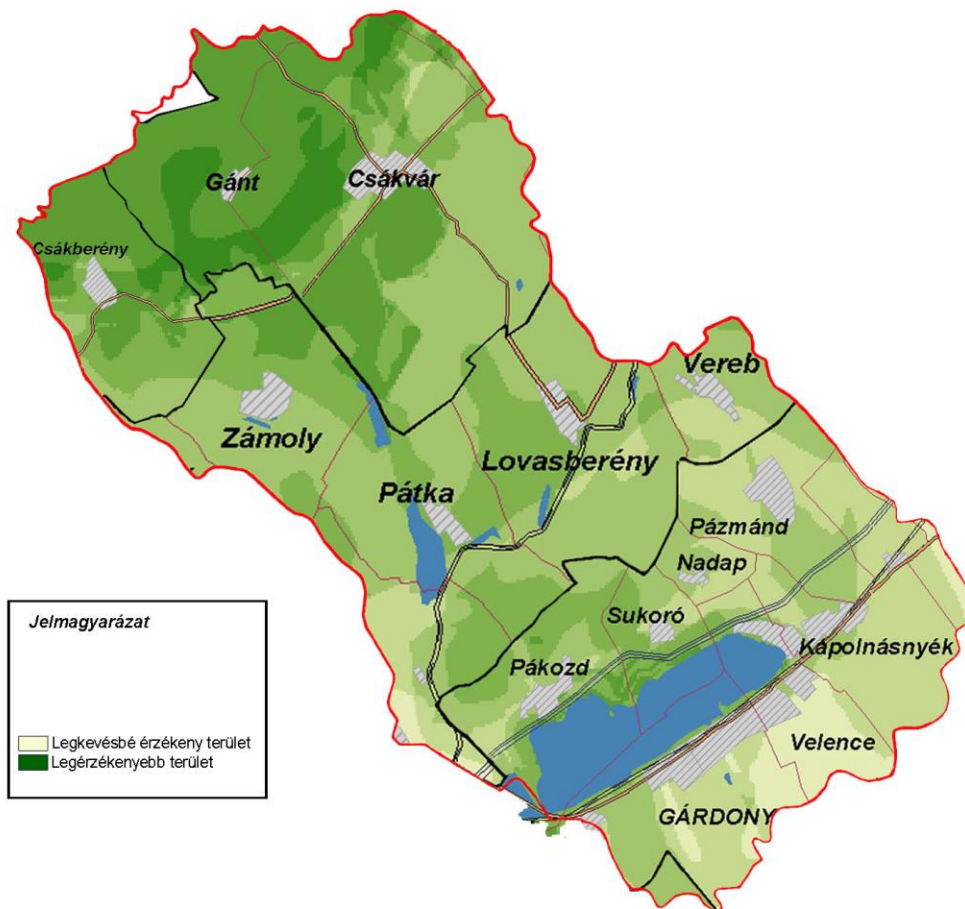 Gánt
Csákvár
Csákberény
Vereb
Zámoly
Lovasberény
Pátka
Pázmánd
Nadap
Sukoró
Kápolnásnyék
Pákozd
Velence
GÁRDONY
Jelmagyarázat
Legkevésbé érzékeny terület
Legérzékenyebb terület